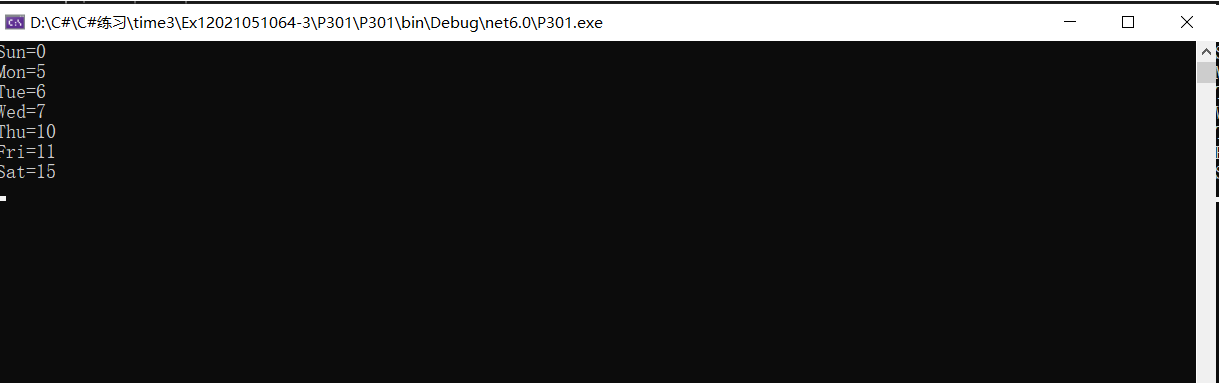 D:\C#\C#练习\time3\Ex12021051064-3\P301\P301\bin\Debug\net6.0\P301.exe
Sun=0
Mon=5
Tue=6
Wed=7
Thu=10
Fri=11
Sat=15